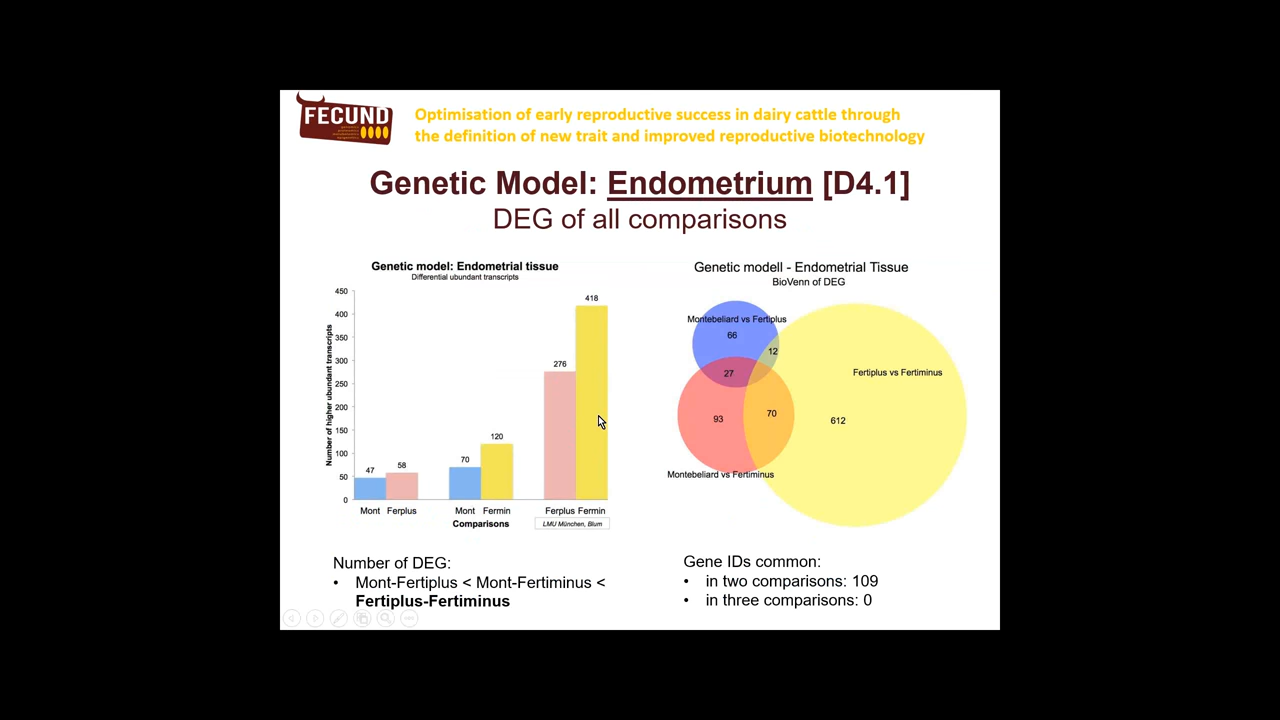 FECUND
Optimisation of early reproductive success in dairy cattle through
the definition of new trait and improved reproductive biotechnology
Genetic Model: Endometrium [D4.1]
DEG of all comparisons
Genetic model: Endometrial tissue
Differential ubundant transcripts
Number of higher ubundant transcripts
450
400
350
300
250
200
150
100
50
0
47
58
70
120
276
418
Mont Ferplus
Mont Fermin
Ferplus Fermin
Comparisons
LMU München, Blum
Genetic modell - Endometrial Tissue
BioVenn of DEG
Montebeliard vs Fertiplus
66
12
27
Fertiplus vs Fertiminus
93
70
612
Montebeliard vs Fertiminus
Number of DEG:
• Mont-Fertiplus < Mont-Fertiminus <
Fertiplus-Fertiminus
Gene IDs common:
• in two comparisons: 109
• in three comparisons: 0